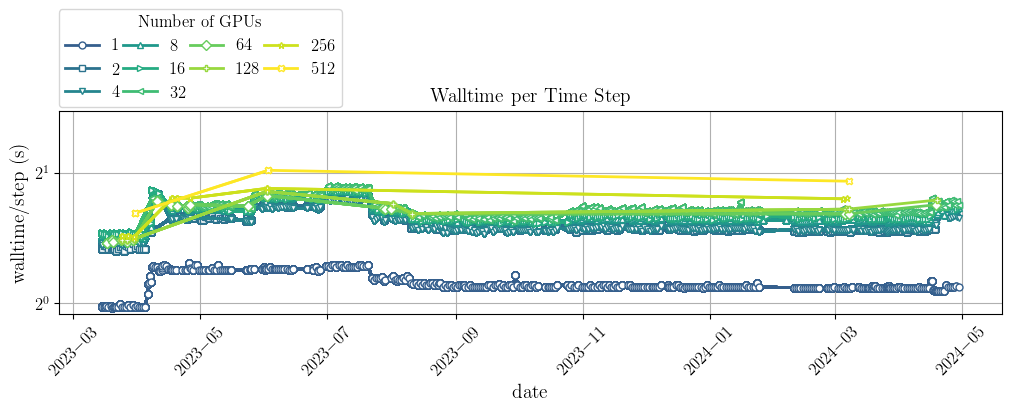 Number of GPUs
1 8 64 256
2 16 128 512
4 32
Walltime per Time Step
walltime/step (s)
2^1
2^0
2023−03 2023−05 2023−07 2023−09 2023−11 2024−01 2024−03 2024−05
date